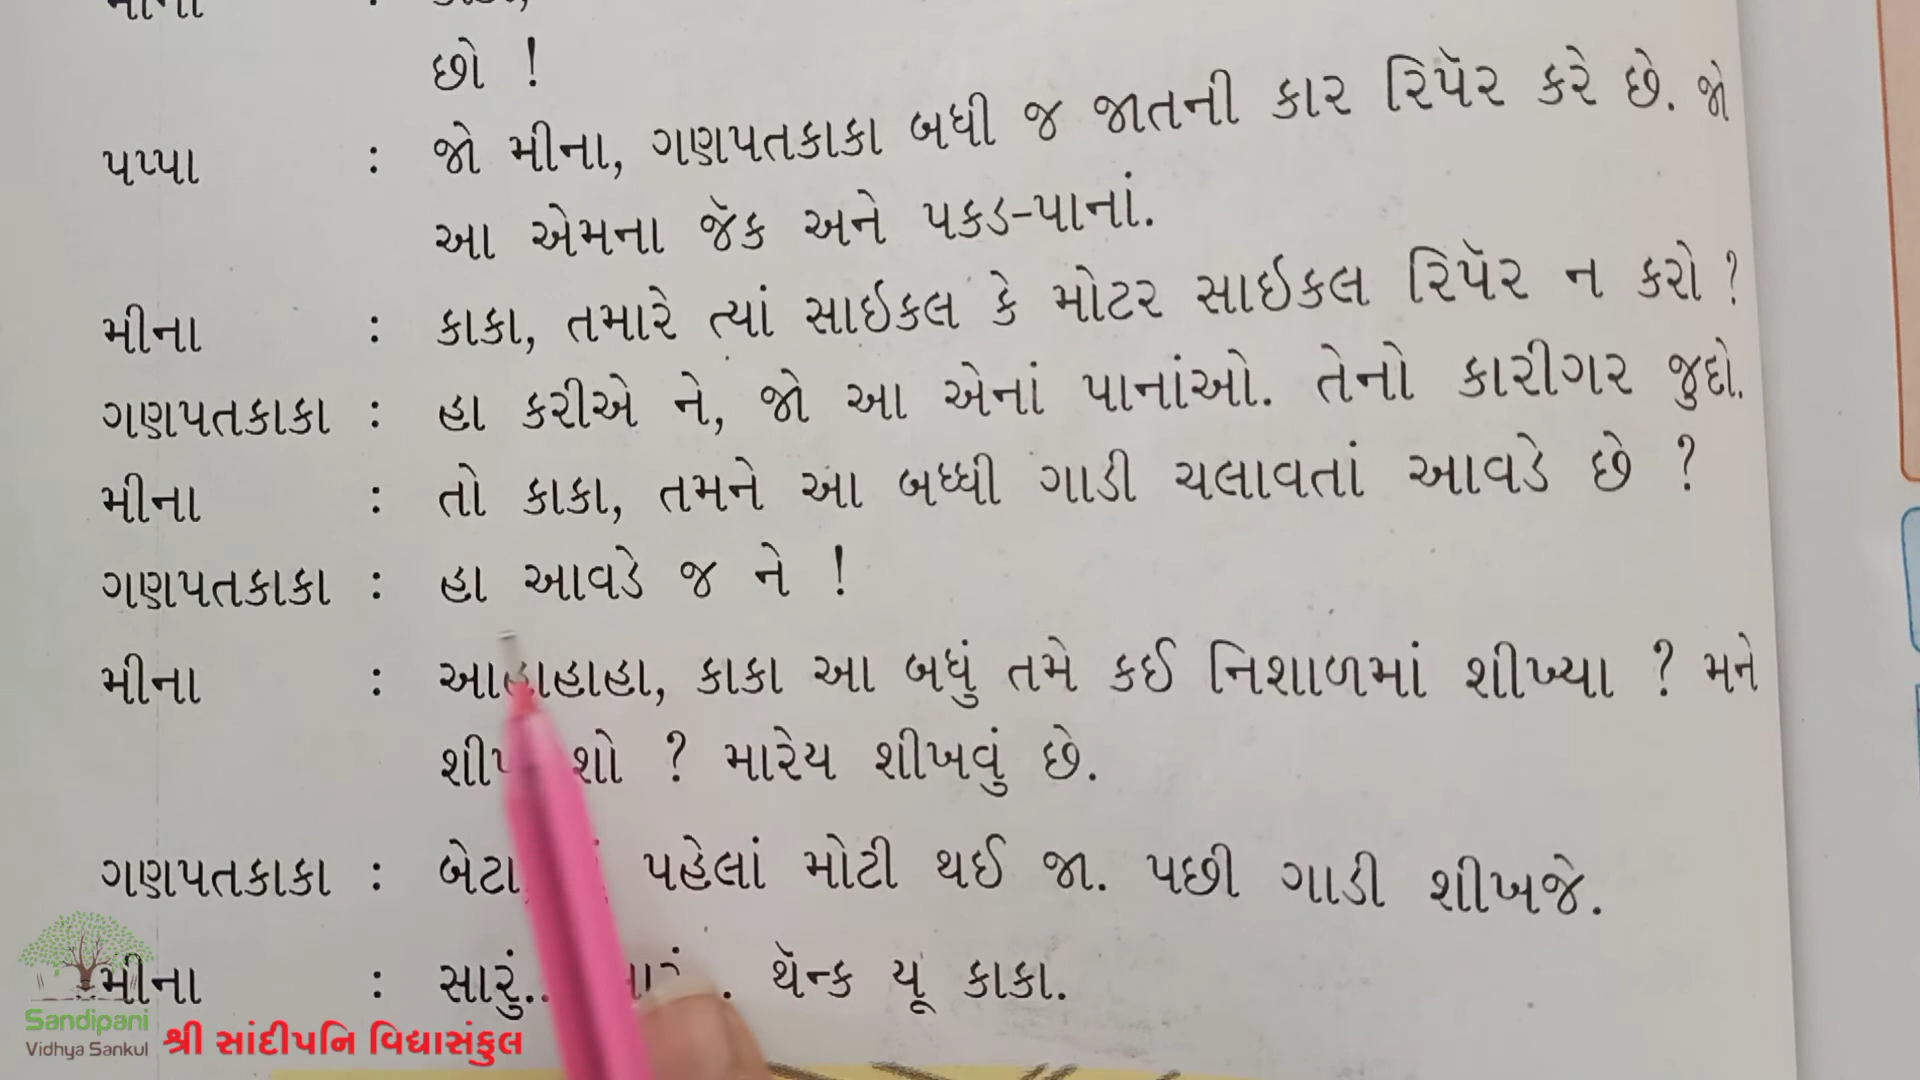 મીના :
છો !
પપ્પા : જો મીના, ગણપતકાકા બધી જ જાતની કાર રિપૅર કરે છે. જો
આ એમના જૅક અને પકડ-પાનાં.
મીના : કાકા, તમારે ત્યાં સાઇકલ કે મોટર સાઇકલ રિપૅર ન કરો ?
ગણપતકાકા : હા કરીએ ને, જો આ એનાં પાનાંઓ. તેનો કારીગર જુદો.
મીના : તો કાકા, તમને આ બધ્ધી ગાડી ચલાવતાં આવડે છે ?
ગણપતકાકા : હા આવડે જ ને !
મીના : આહાહાહા, કાકા આ બધું તમે કઈ નિશાળમાં શીખ્યા ? મને
? મારેય શીખવું છે.
ગણપતકાકા : બેટા પહેલાં મોટી થઈ જા. પછી ગાડી શીખજે.
મીના : સારું.. થૅન્ક યૂ કાકા.
Sandipani
Vidhya Sankul
શ્રી સાંદીપનિ વિદ્યાસંકુલ